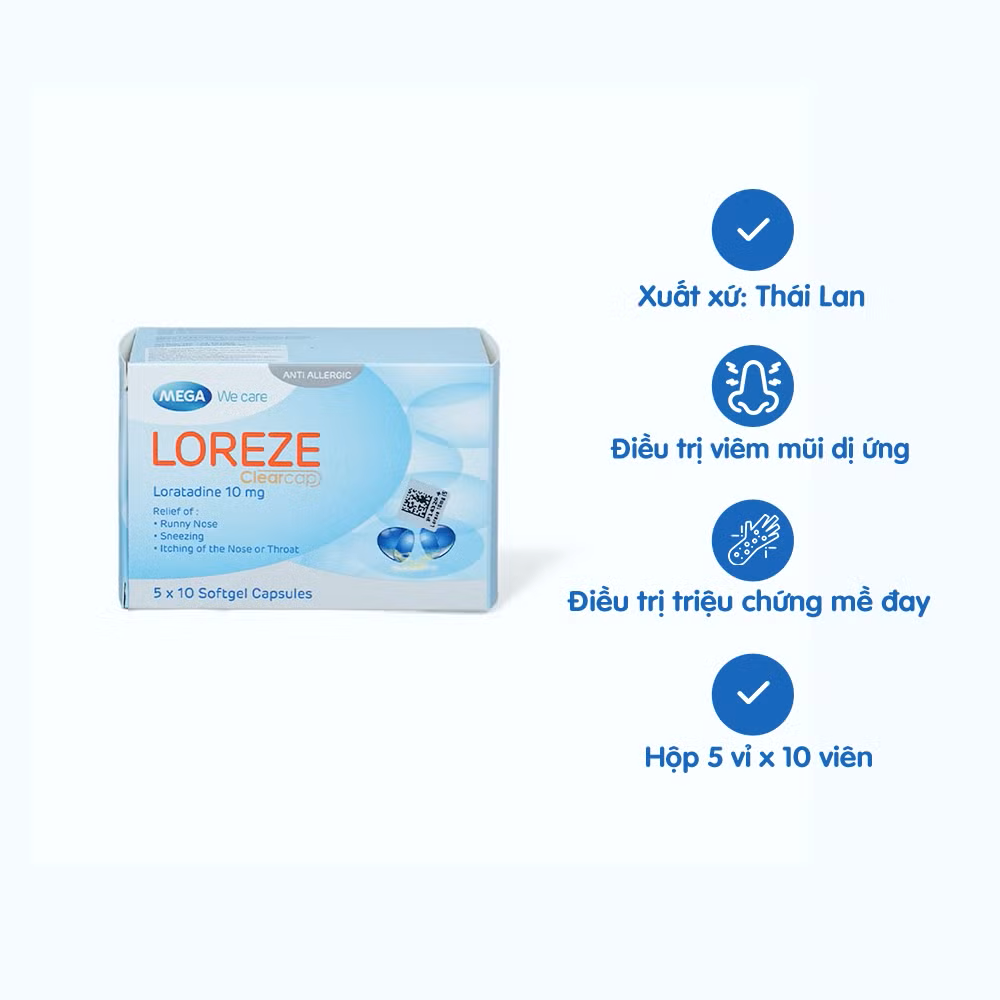 ANTI ALLERGIC
MEGA We care
LOREZE
Clearcap
Loratadine 10 mg
Relief of :
• Runny Nose
• Sneezing
• Itching of the Nose or Throat
5 x 10 Softgel Capsules
Xuất xứ: Thái Lan
Điều trị viêm mũi dị ứng
Điều trị triệu chứng mề đay
Hộp 5 vỉ x 10 viên